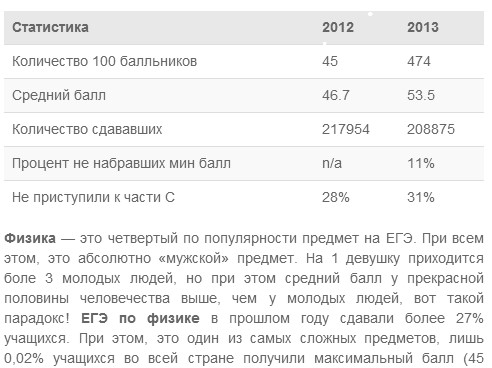 Статистика 2012 2013
Количество 100 балльников 45 474
Средний балл 46.7 53.5
Количество сдававших 217954 208875
Процент не набравших мин балл n/a 11%
Не приступили к части С 28% 31%
Физика — это четвертый по популярности предмет на ЕГЭ. При всем
этом, это абсолютно «мужской» предмет. На 1 девушку приходится
боле 3 молодых людей, но при этом средний балл у прекрасной
половины человечества выше, чем у молодых людей, вот такой
парадокс! ЕГЭ по физике в прошлом году сдавали более 27%
учащихся. При этом, это один из самых сложных предметов, лишь
0,02% учащихся во всей стране получили максимальный балл (45